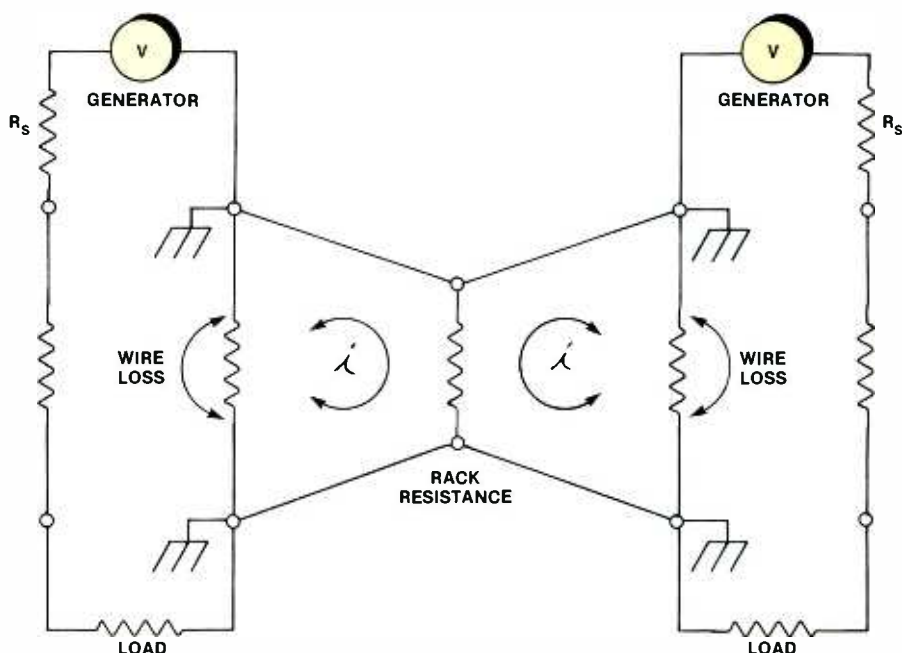 V
GENERATOR
R_S
WIRE
LOSS
i
LOAD
RACK
RESISTANCE
V
GENERATOR
R_S
i
WIRE
LOSS
LOAD